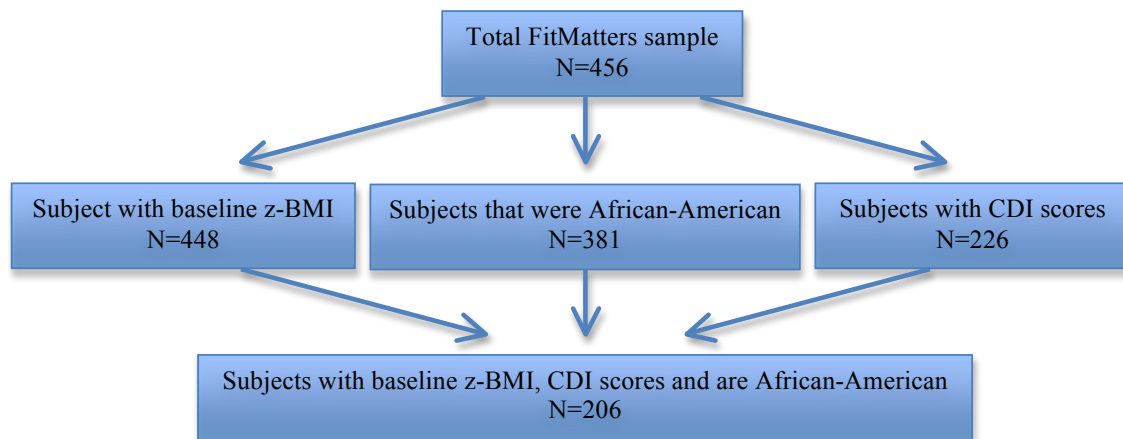 Total FitMatters sample
N=456
Subject with baseline z-BMI
N=448
Subjects that were African-American
N=381
Subjects with CDI scores
N=226
Subjects with baseline z-BMI, CDI scores and are African-American
N=206